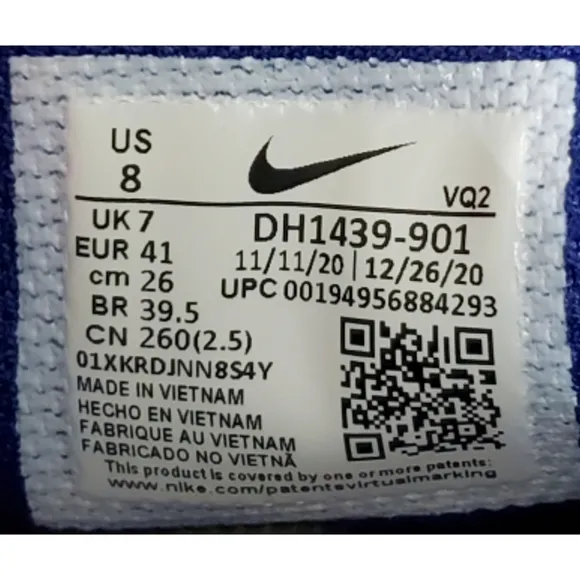 US
8
VQ2
UK 7
DH1439-901
EUR 41
11/11/20 | 12/26/20
cm 26
UPC 00194956884293
BR 39.5
CN 260(2.5)
01XKRDJNN8S4Y
MADE IN VIETNAM
HECHO EN VIETNAM
FABRIQUE AU VIETNAM
FABRICADO NO VIETNÃ
This product is covered by one or more patents
www.nike.com/patentsvirtualmarking